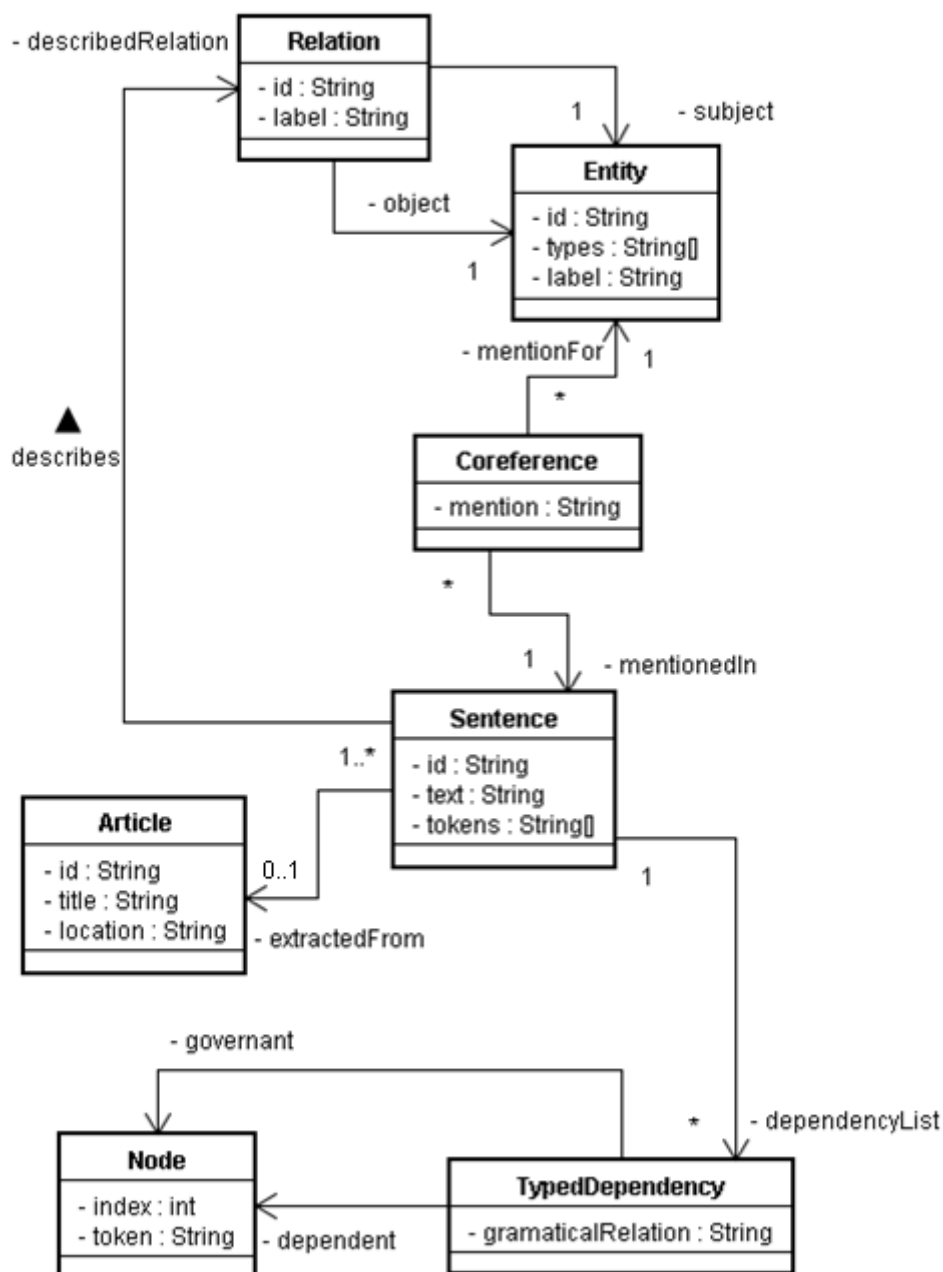 - describedRelation
Relation
- id : String
- label : String
1
- subject
- object
1
Entity
- id : String
- types : String[]
- label : String
- mentionFor
1
*
▲
describes
Coreference
- mention : String
*
1
- mentionedIn
Sentence
- id : String
- text : String
- tokens : String[]
1..*
1
Article
- id : String
- title : String
- location : String
0..1
- extractedFrom
- governant
*
- dependencyList
Node
- index : int
- token : String
- dependent
TypedDependency
- gramaticalRelation : String